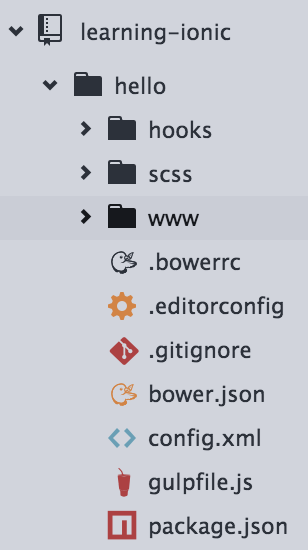 learning-ionic
hello
hooks
scss
www
.bowerrc
.editorconfig
.gitignore
bower.json
config.xml
gulpfile.js
package.json